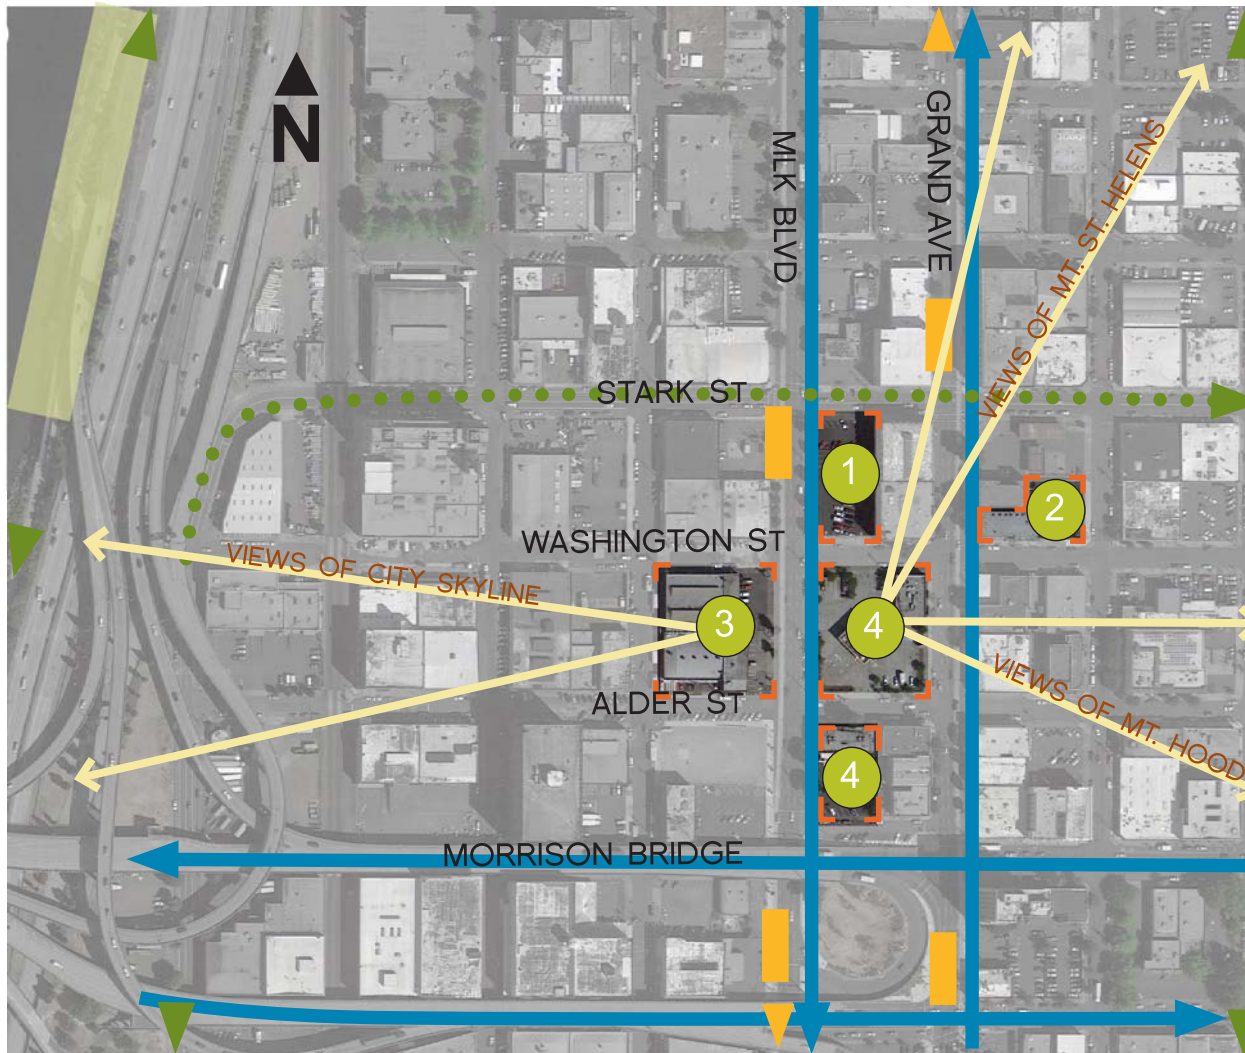 N
MLK BLVD
GRAND AVE
VIEWS OF MT. ST. HELENS
STARK ST
1
2
WASHINGTON ST
VIEWS OF CITY SKYLINE
3
4
ALDER ST
VIEWS OF MT. HOOD
4
MORRISON BRIDGE